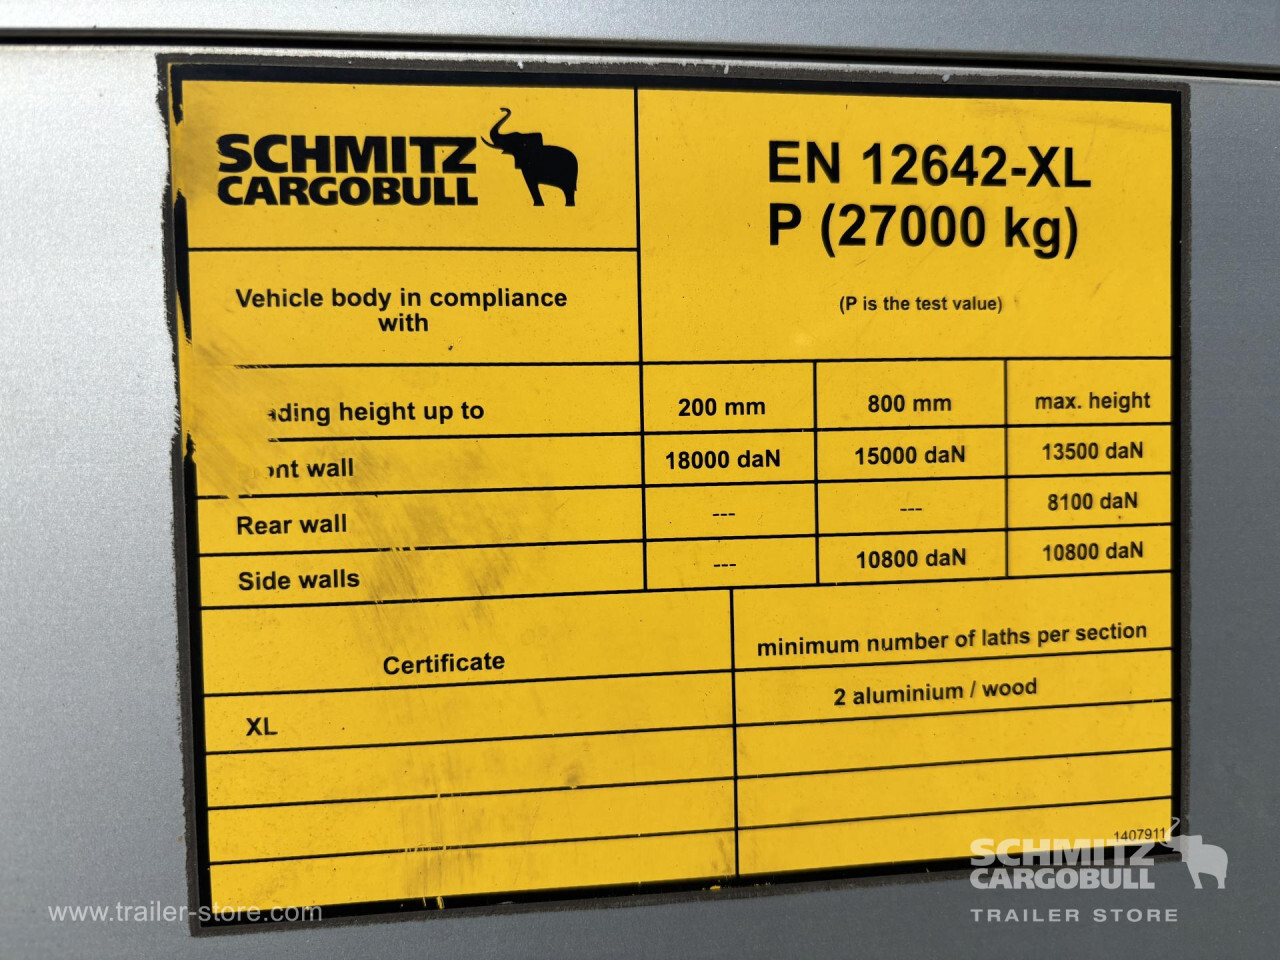 SCHMITZ
CARGOBULL
EN 12642-XL
P (27000 kg)
(P is the test value)
Vehicle body in compliance
with
height up to 200 mm 800 mm max. height
wall 18000 daN 15000 daN 13500 daN
Rear wall --- --- 8100 daN
Side walls --- 10800 daN 10800 daN
Certificate minimum number of laths per section
XL 2 aluminium / wood
1407911
SCHMITZ
CARGOBULL
TRAILER STORE
www.trailer-store.com